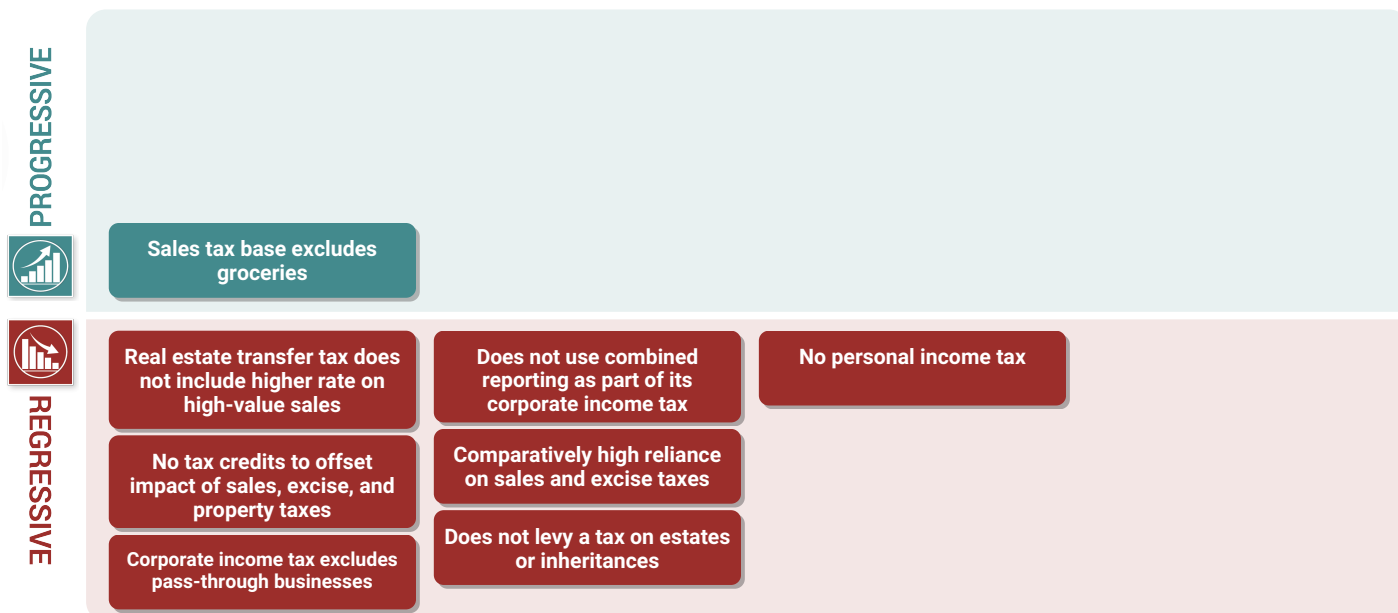 PROGRESSIVE
Sales tax base excludes
groceries
REGRESSIVE
Real estate transfer tax does
not include higher rate on
high-value sales
No tax credits to offset
impact of sales, excise, and
property taxes
Corporate income tax excludes
pass-through businesses
Does not use combined
reporting as part of its
corporate income tax
Comparatively high reliance
on sales and excise taxes
Does not levy a tax on estates
or inheritances
No personal income tax